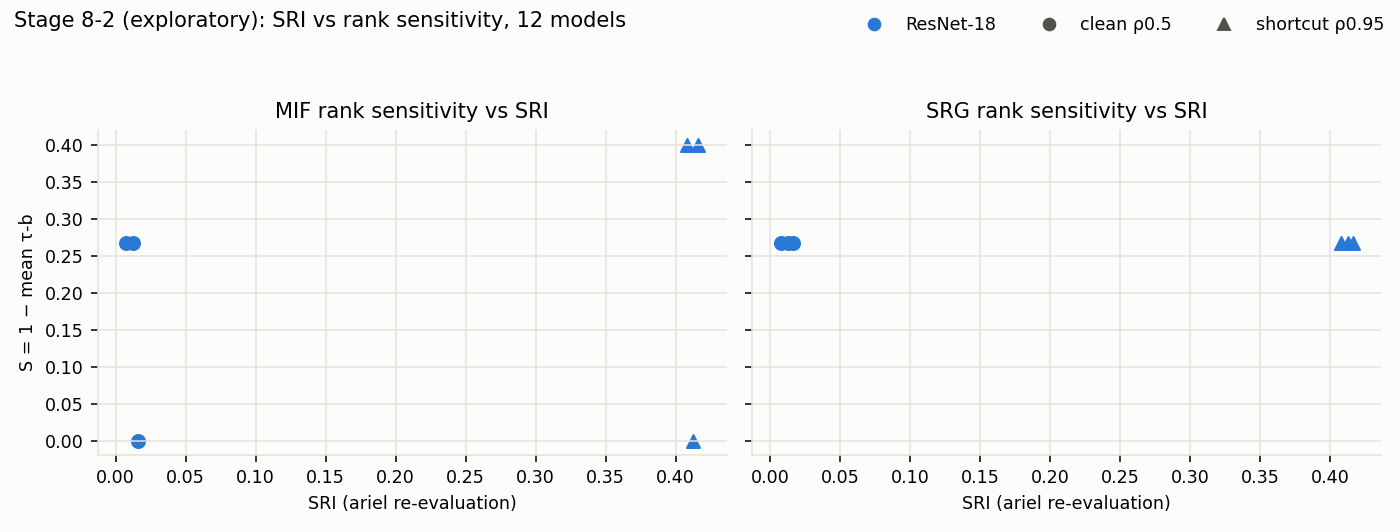 Stage 8-2 (exploratory): SRI vs rank sensitivity, 12 models
ResNet-18
clean ρ0.5
shortcut ρ0.95
MIF rank sensitivity vs SRI
SRG rank sensitivity vs SRI
S = 1 − mean τ-b
0.40
0.35
0.30
0.25
0.20
0.15
0.10
0.05
0.00
0.00 0.05 0.10 0.15 0.20 0.25 0.30 0.35 0.40
0.00 0.05 0.10 0.15 0.20 0.25 0.30 0.35 0.40
SRI (ariel re-evaluation)
SRI (ariel re-evaluation)